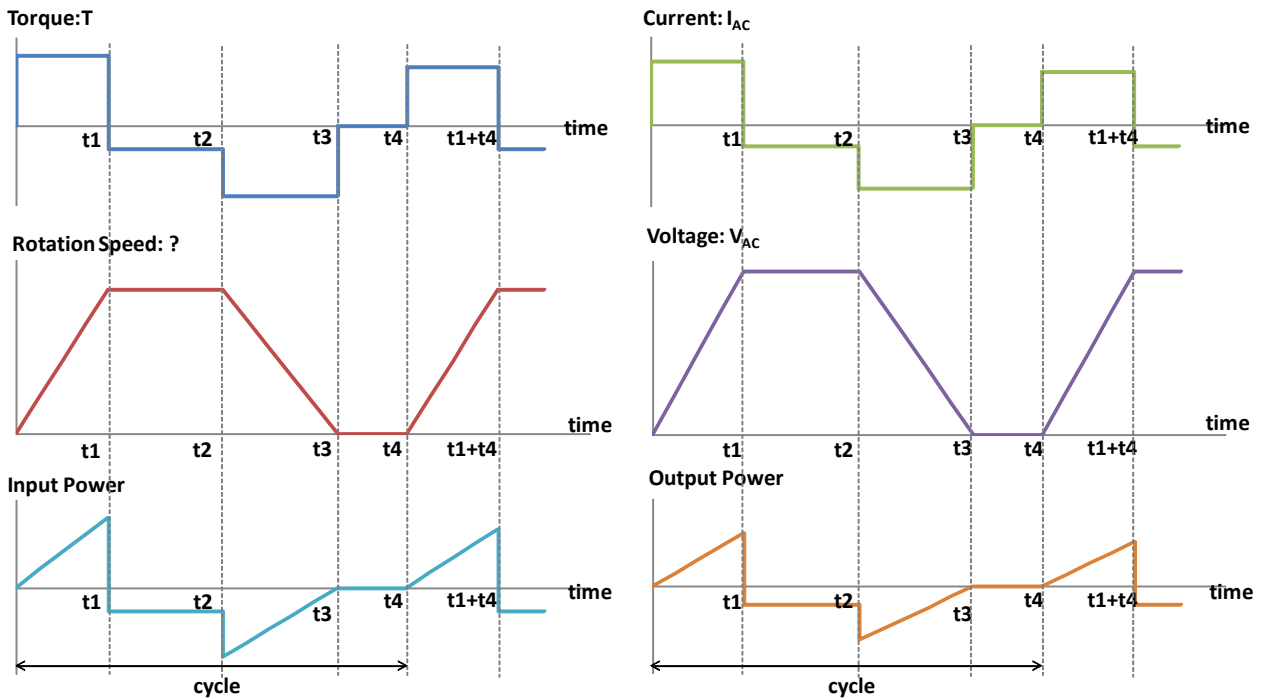 Torque:T
time
t1
t2
t3
t4
t1+t4
Rotation Speed: ?
time
t1
t2
t3
t4
t1+t4
Input Power
time
t1
t2
t3
t4
t1+t4
cycle
Current: IAC
time
t1
t2
t3
t4
t1+t4
Voltage: VAC
time
t1
t2
t3
t4
t1+t4
Output Power
time
t1
t2
t3
t4
t1+t4
cycle